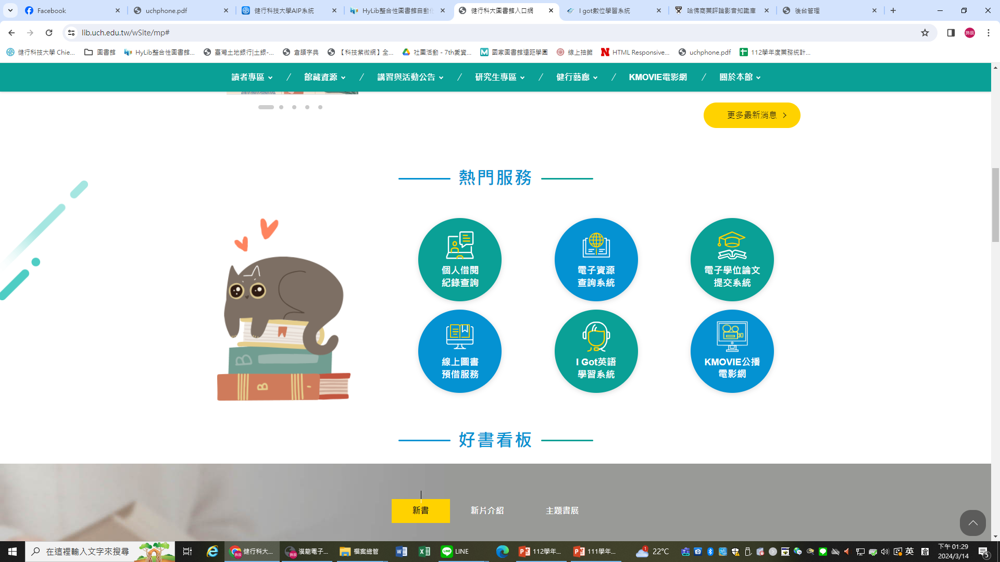 Facebook
uchphone.pdf
健行科技大學AIP系統
HyLib整合性圖書館自動化
健行科大圖書館入口網
I got數位學習系統
哈佛商業評論影音知識庫
後台管理
lib.uch.edu.tw/wSite/mp#
健行科技大學 Chie...
圖書館
HyLib整合性圖書館...
臺灣土地銀行|土銀-...
倉頡字典
【科技紫微網】全...
社團活動 - 7th愛資...
國家圖書館遠距學園
線上抽籤
HTML Responsive...
uchphone.pdf
112學年度業務統計...
讀者專區 / 館藏資源 / 講習與活動公告 / 研究生專區 / 健行藝廊 / KMOVIE電影網 / 關於本館
更多最新消息
熱門服務
個人借閱
紀錄查詢
電子資源
查詢系統
電子學位論文
提交系統
線上圖書
預借服務
I Got英語
學習系統
KMOVIE公播
電影網
好書看板
新書
新片介紹
主題書展
在這裡輸入文字來搜尋
健行科大...
漢龍電子...
檔案總管
LINE
112學年...
111學年...
1
22°C
英
倉
下午 01:29
2024/3/14
5